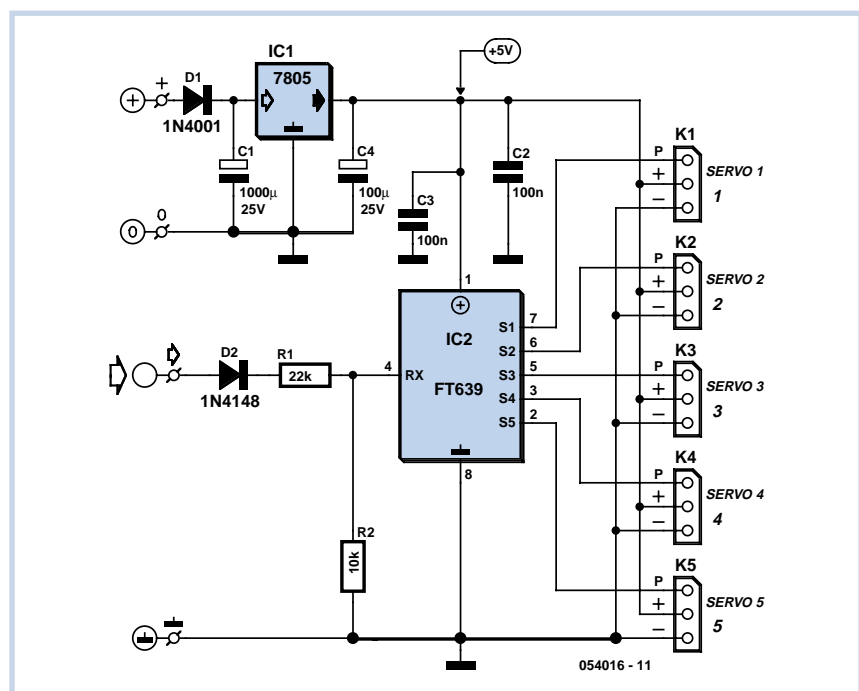 +5V
IC1
7805
D1
+
1N4001
C1
1000µ
25V
C4
100µ
25V
C2
100n
C3
100n
0
0
K1
P
+
−
SERVO 1
1
K2
P
+
−
SERVO 2
2
K3
P
+
−
SERVO 3
3
K4
P
+
−
SERVO 4
4
K5
P
+
−
SERVO 5
5
D2
1N4148
R1
22k
4
RX
1
IC2
FT639
S1
7
S2
6
S3
5
S4
3
S5
2
8
R2
10k
054016 - 11